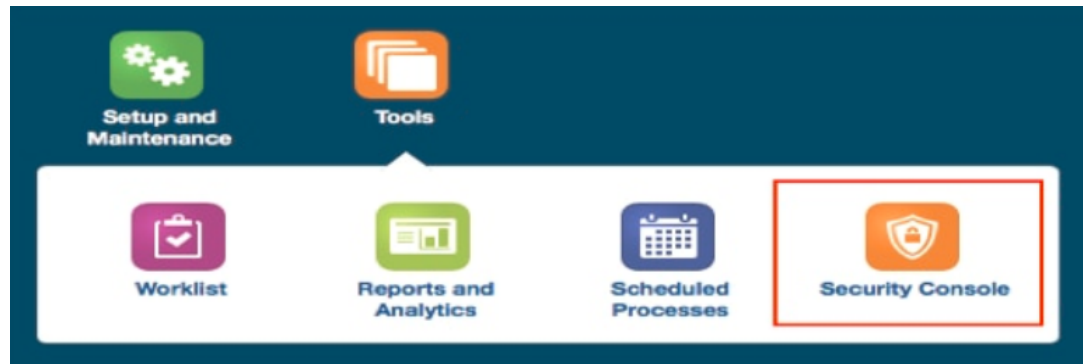 Setup and
Maintenance
Tools
Worklist
Reports and
Analytics
Scheduled
Processes
Security Console